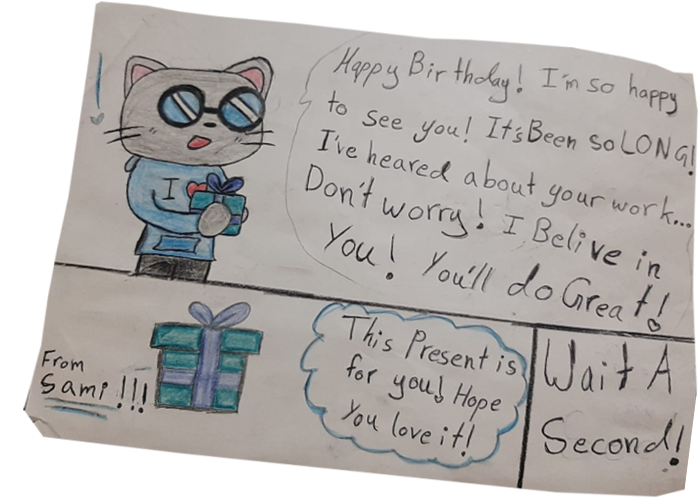 Happy Birthday! I'm so happy
to see you! It's Been so LONG!
I've heared about your work...
Don't worry! I Belive in
You! You'll do Great!
I
This Present is
for you! Hope
You love it!
From
Sami !!!
Wait A
Second!